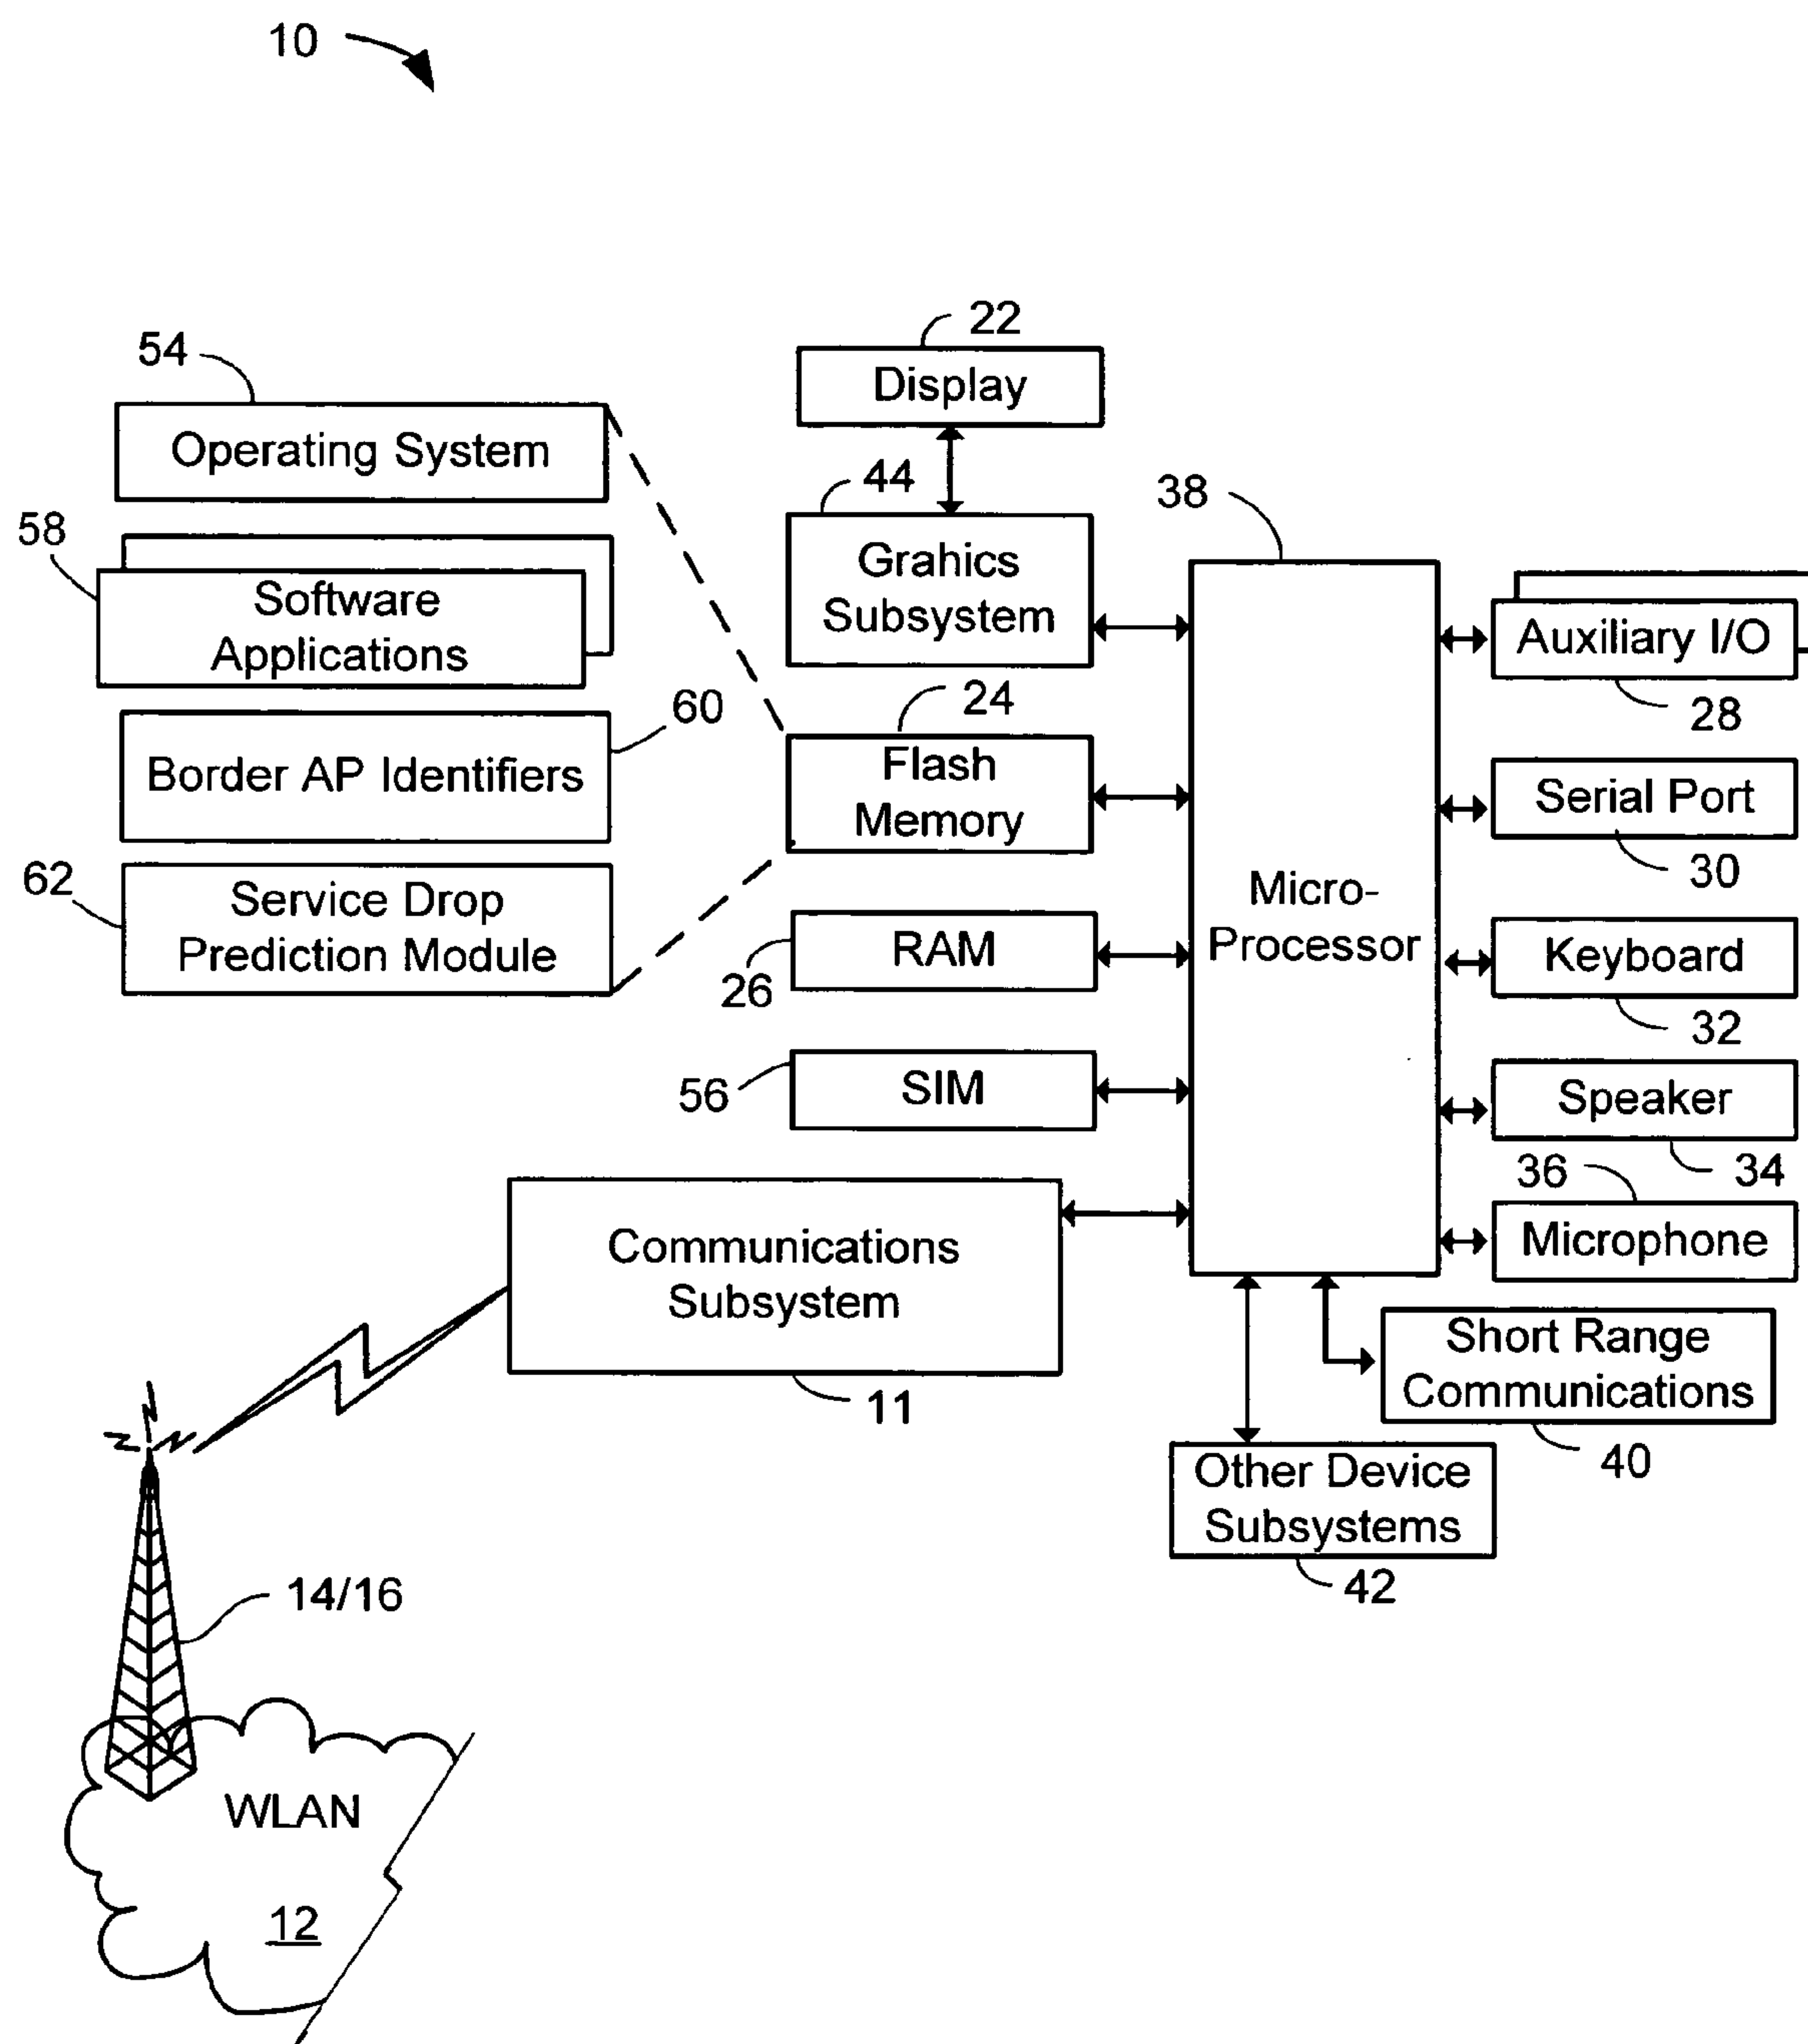 10
22
Display
54
Operating System
44
Grahics
Subsystem
38
58
Software
Applications
Auxiliary I/O
28
60
Border AP Identifiers
24
Flash
Memory
Serial Port
30
62
Service Drop
Prediction Module
RAM
26
Micro-
Processor
Keyboard
32
56
SIM
Speaker
34
36
Microphone
Communications
Subsystem
11
Short Range
Communications
40
Other Device
Subsystems
42
14/16
WLAN
12